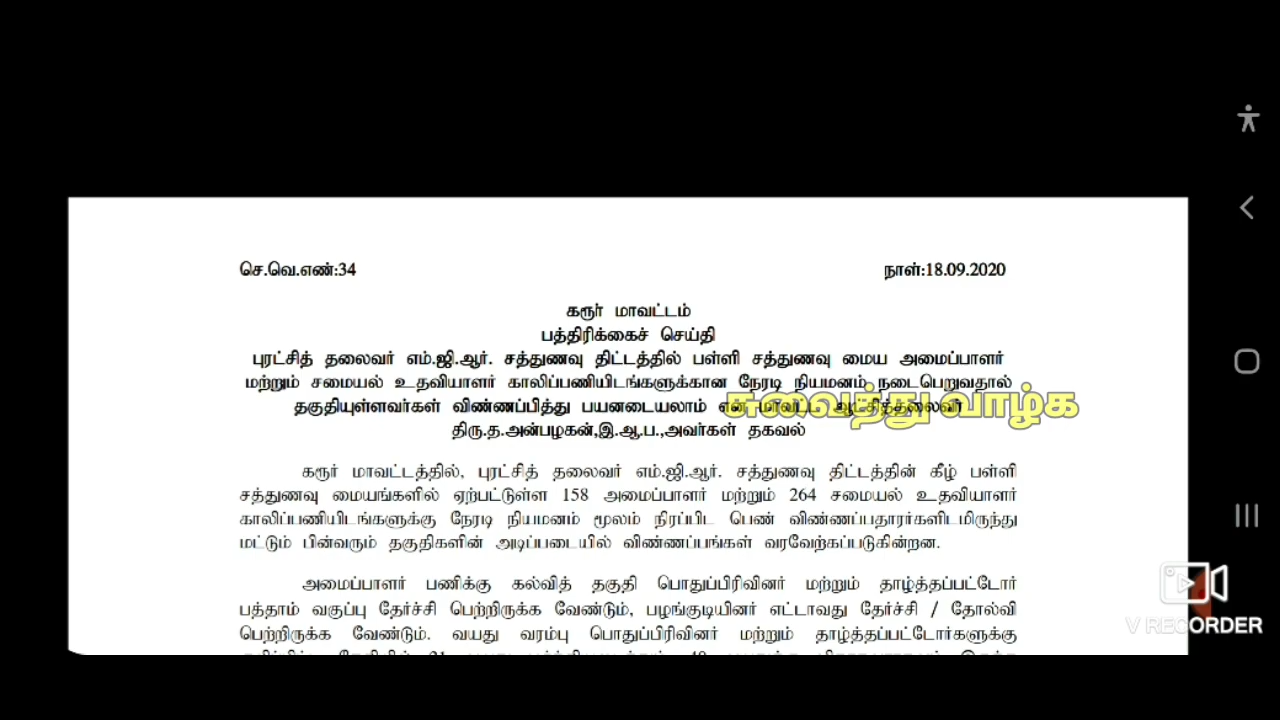 செ.வெ.எண்:34
நாள்:18.09.2020
கரூர் மாவட்டம்
பத்திரிக்கைச் செய்தி
புரட்சித் தலைவர் எம்.ஜி.ஆர். சத்துணவு திட்டத்தில் பள்ளி சத்துணவு மைய அமைப்பாளர்
மற்றும் சமையல் உதவியாளர் காலிப்பணியிடங்களுக்கான நேரடி நியமனம் நடைபெறுவதால்
தகுதியுள்ளவர்கள் விண்ணப்பித்து பயனடையலாம் என மாவட்ட ஆட்சித்தலைவர்
சுவைத்து வாழ்க
திரு.த.அன்பழகன்,இ.ஆ.ப.,அவர்கள் தகவல்
கரூர் மாவட்டத்தில், புரட்சித் தலைவர் எம்.ஜி.ஆர். சத்துணவு திட்டத்தின் கீழ் பள்ளி
சத்துணவு மையங்களில் ஏற்பட்டுள்ள 158 அமைப்பாளர் மற்றும் 264 சமையல் உதவியாளர்
காலிப்பணியிடங்களுக்கு நேரடி நியமனம் மூலம் நிரப்பிட பெண் விண்ணப்பதாரர்களிடமிருந்து
மட்டும் பின்வரும் தகுதிகளின் அடிப்படையில் விண்ணப்பங்கள் வரவேற்கப்படுகின்றன.
அமைப்பாளர் பணிக்கு கல்வித் தகுதி பொதுப்பிரிவினர் மற்றும் தாழ்த்தப்பட்டோர்
பத்தாம் வகுப்பு தேர்ச்சி பெற்றிருக்க வேண்டும், பழங்குடியினர் எட்டாவது தேர்ச்சி / தோல்வி
பெற்றிருக்க வேண்டும். வயது வரம்பு பொதுப்பிரிவினர் மற்றும் தாழ்த்தப்பட்டோர்களுக்கு
V RECORDER